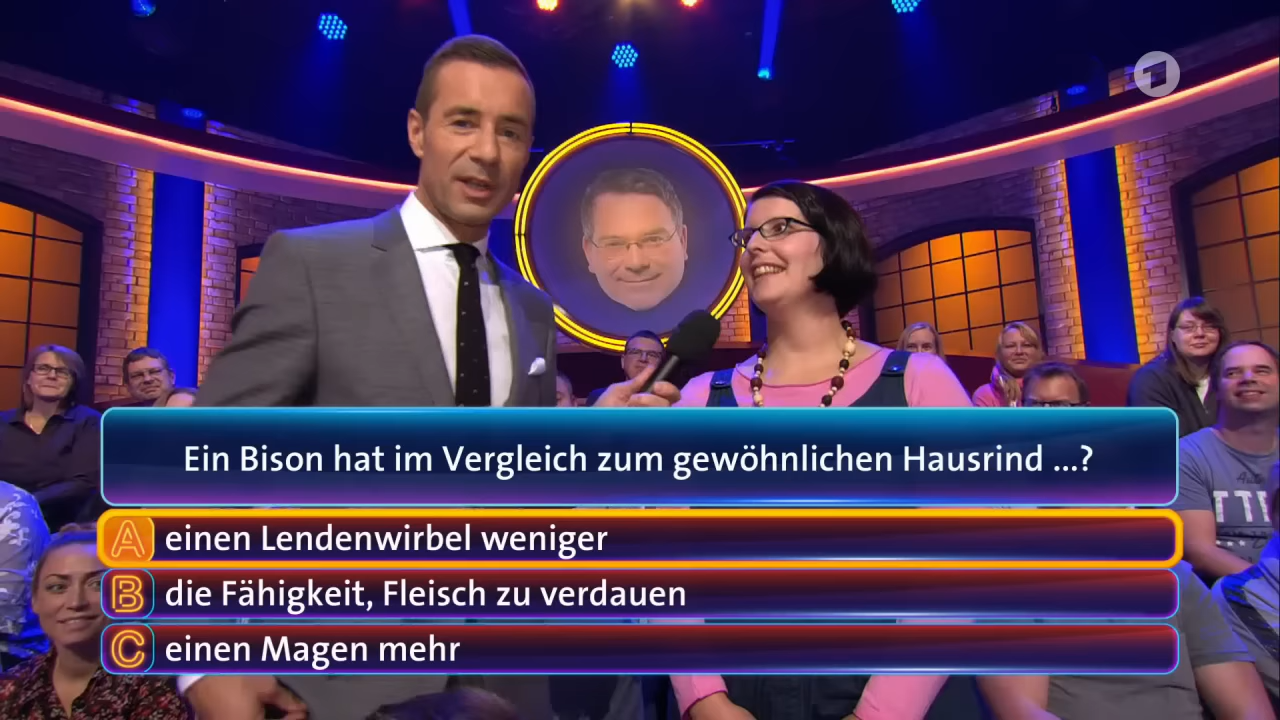 1
Ein Bison hat im Vergleich zum gewöhnlichen Hausrind ...?
A einen Lendenwirbel weniger
B die Fähigkeit, Fleisch zu verdauen
C einen Magen mehr